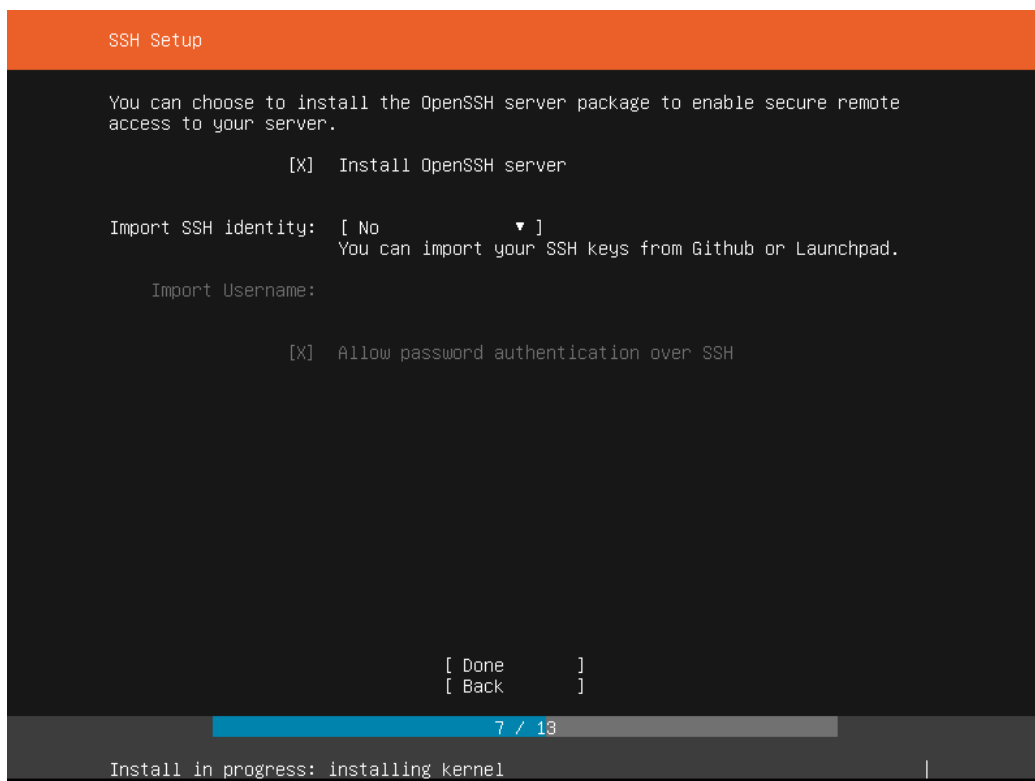 SSH Setup
You can choose to install the OpenSSH server package to enable secure remote
access to your server.
[X] Install OpenSSH server
Import SSH identity: [ No ▾ ]
You can import your SSH keys from Github or Launchpad.
Import Username:
[X] Allow password authentication over SSH
[ Done ]
[ Back ]
7 / 13
Install in progress: installing kernel |